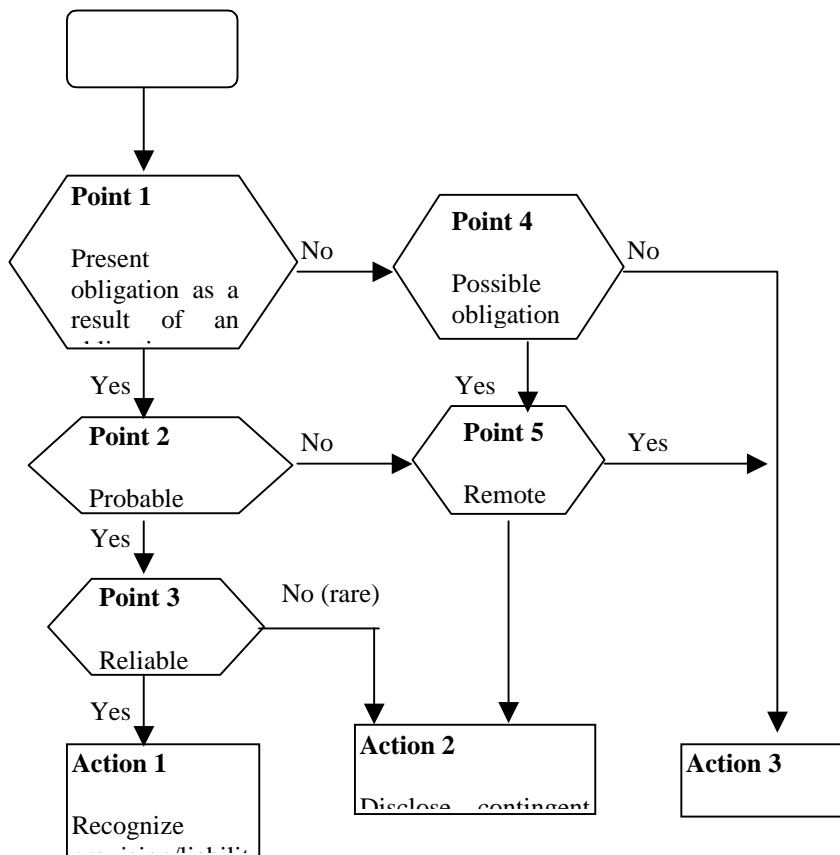 Point 1
Present
obligation as a
result of an
No
Point 4
Possible
obligation
No
Yes
Yes
Point 2
Probable
No
Point 5
Remote
Yes
Yes
Point 3
Reliable
No (rare)
Yes
Action 1
Recognize
Action 2
Disclose contingent
Action 3